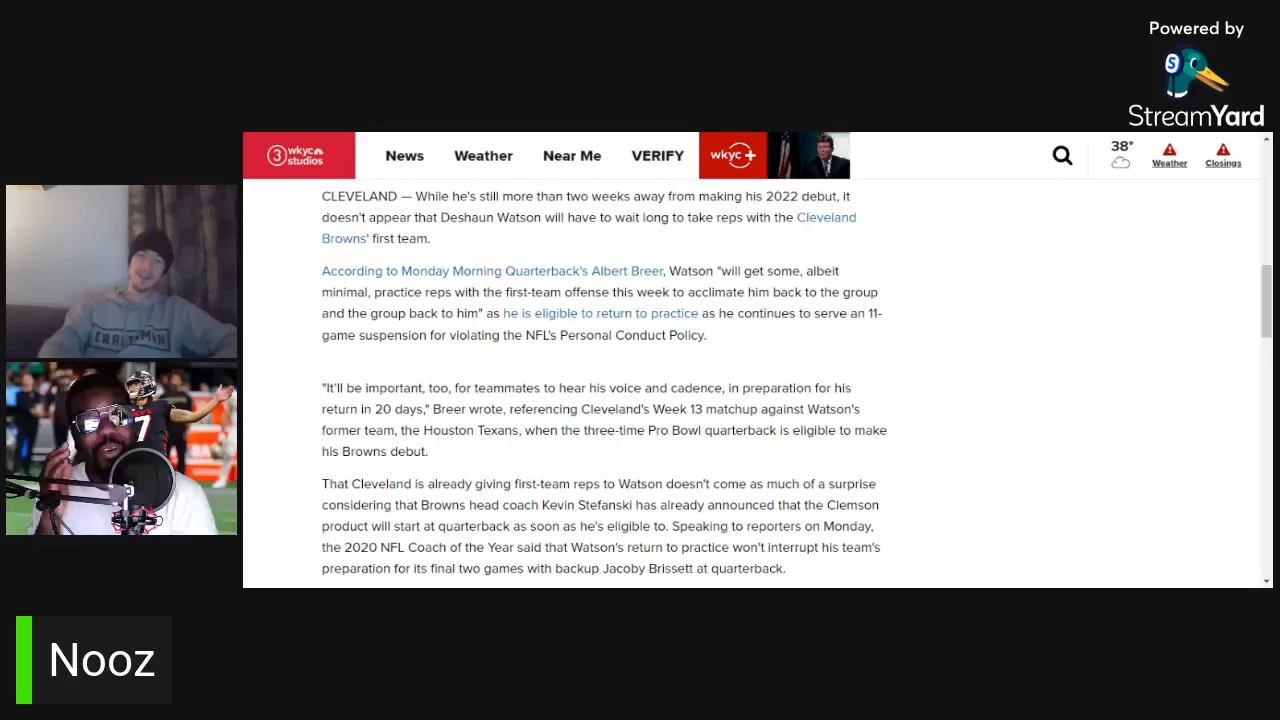 Powered by
S
StreamYard
3 wkyc studios
News Weather Near Me VERIFY wkyc+ 38° Weather Closings
CLEVELAND — While he's still more than two weeks away from making his 2022 debut, it
doesn't appear that Deshaun Watson will have to wait long to take reps with the Cleveland
Browns' first team.
According to Monday Morning Quarterback's Albert Breer, Watson "will get some, albeit
minimal, practice reps with the first-team offense this week to acclimate him back to the group
and the group back to him" as he is eligible to return to practice as he continues to serve an 11-
game suspension for violating the NFL's Personal Conduct Policy.
"It'll be important, too, for teammates to hear his voice and cadence, in preparation for his
return in 20 days," Breer wrote, referencing Cleveland's Week 13 matchup against Watson's
former team, the Houston Texans, when the three-time Pro Bowl quarterback is eligible to make
his Browns debut.
That Cleveland is already giving first-team reps to Watson doesn't come as much of a surprise
considering that Browns head coach Kevin Stefanski has already announced that the Clemson
product will start at quarterback as soon as he's eligible to. Speaking to reporters on Monday,
the 2020 NFL Coach of the Year said that Watson's return to practice won't interrupt his team's
preparation for its final two games with backup Jacoby Brissett at quarterback.
CRAFTSMAN
7
Nooz